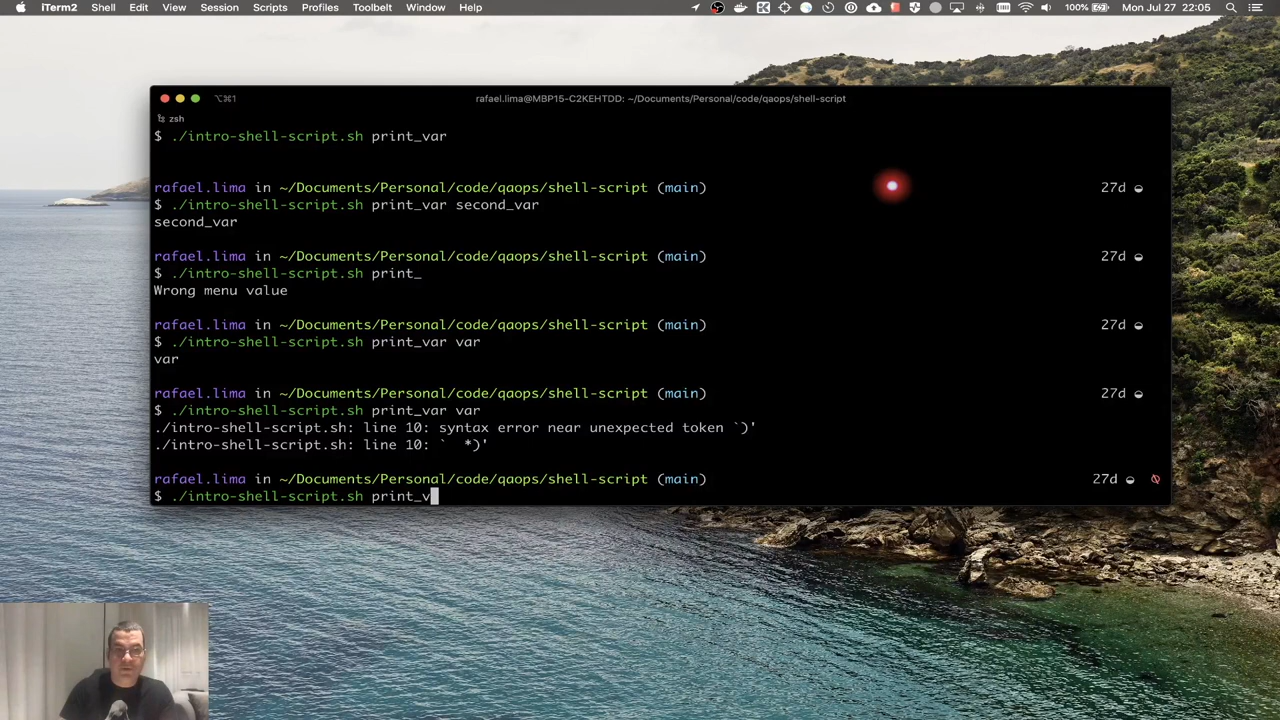 iTerm2 Shell Edit View Session Scripts Profiles Toolbelt Window Help 100% Mon Jul 27 22:05
⌥⌘1 rafael.lima@MBP15-C2KEHTDD: ~/Documents/Personal/code/qaops/shell-script
zsh
$ ./intro-shell-script.sh print_var
rafael.lima in ~/Documents/Personal/code/qaops/shell-script (main) 27d
$ ./intro-shell-script.sh print_var second_var
second_var
rafael.lima in ~/Documents/Personal/code/qaops/shell-script (main) 27d
$ ./intro-shell-script.sh print_
Wrong menu value
rafael.lima in ~/Documents/Personal/code/qaops/shell-script (main) 27d
$ ./intro-shell-script.sh print_var var
var
rafael.lima in ~/Documents/Personal/code/qaops/shell-script (main) 27d
$ ./intro-shell-script.sh print_var var
./intro-shell-script.sh: line 10: syntax error near unexpected token `)'
./intro-shell-script.sh: line 10: `  *)'
rafael.lima in ~/Documents/Personal/code/qaops/shell-script (main) 27d
$ ./intro-shell-script.sh print_v